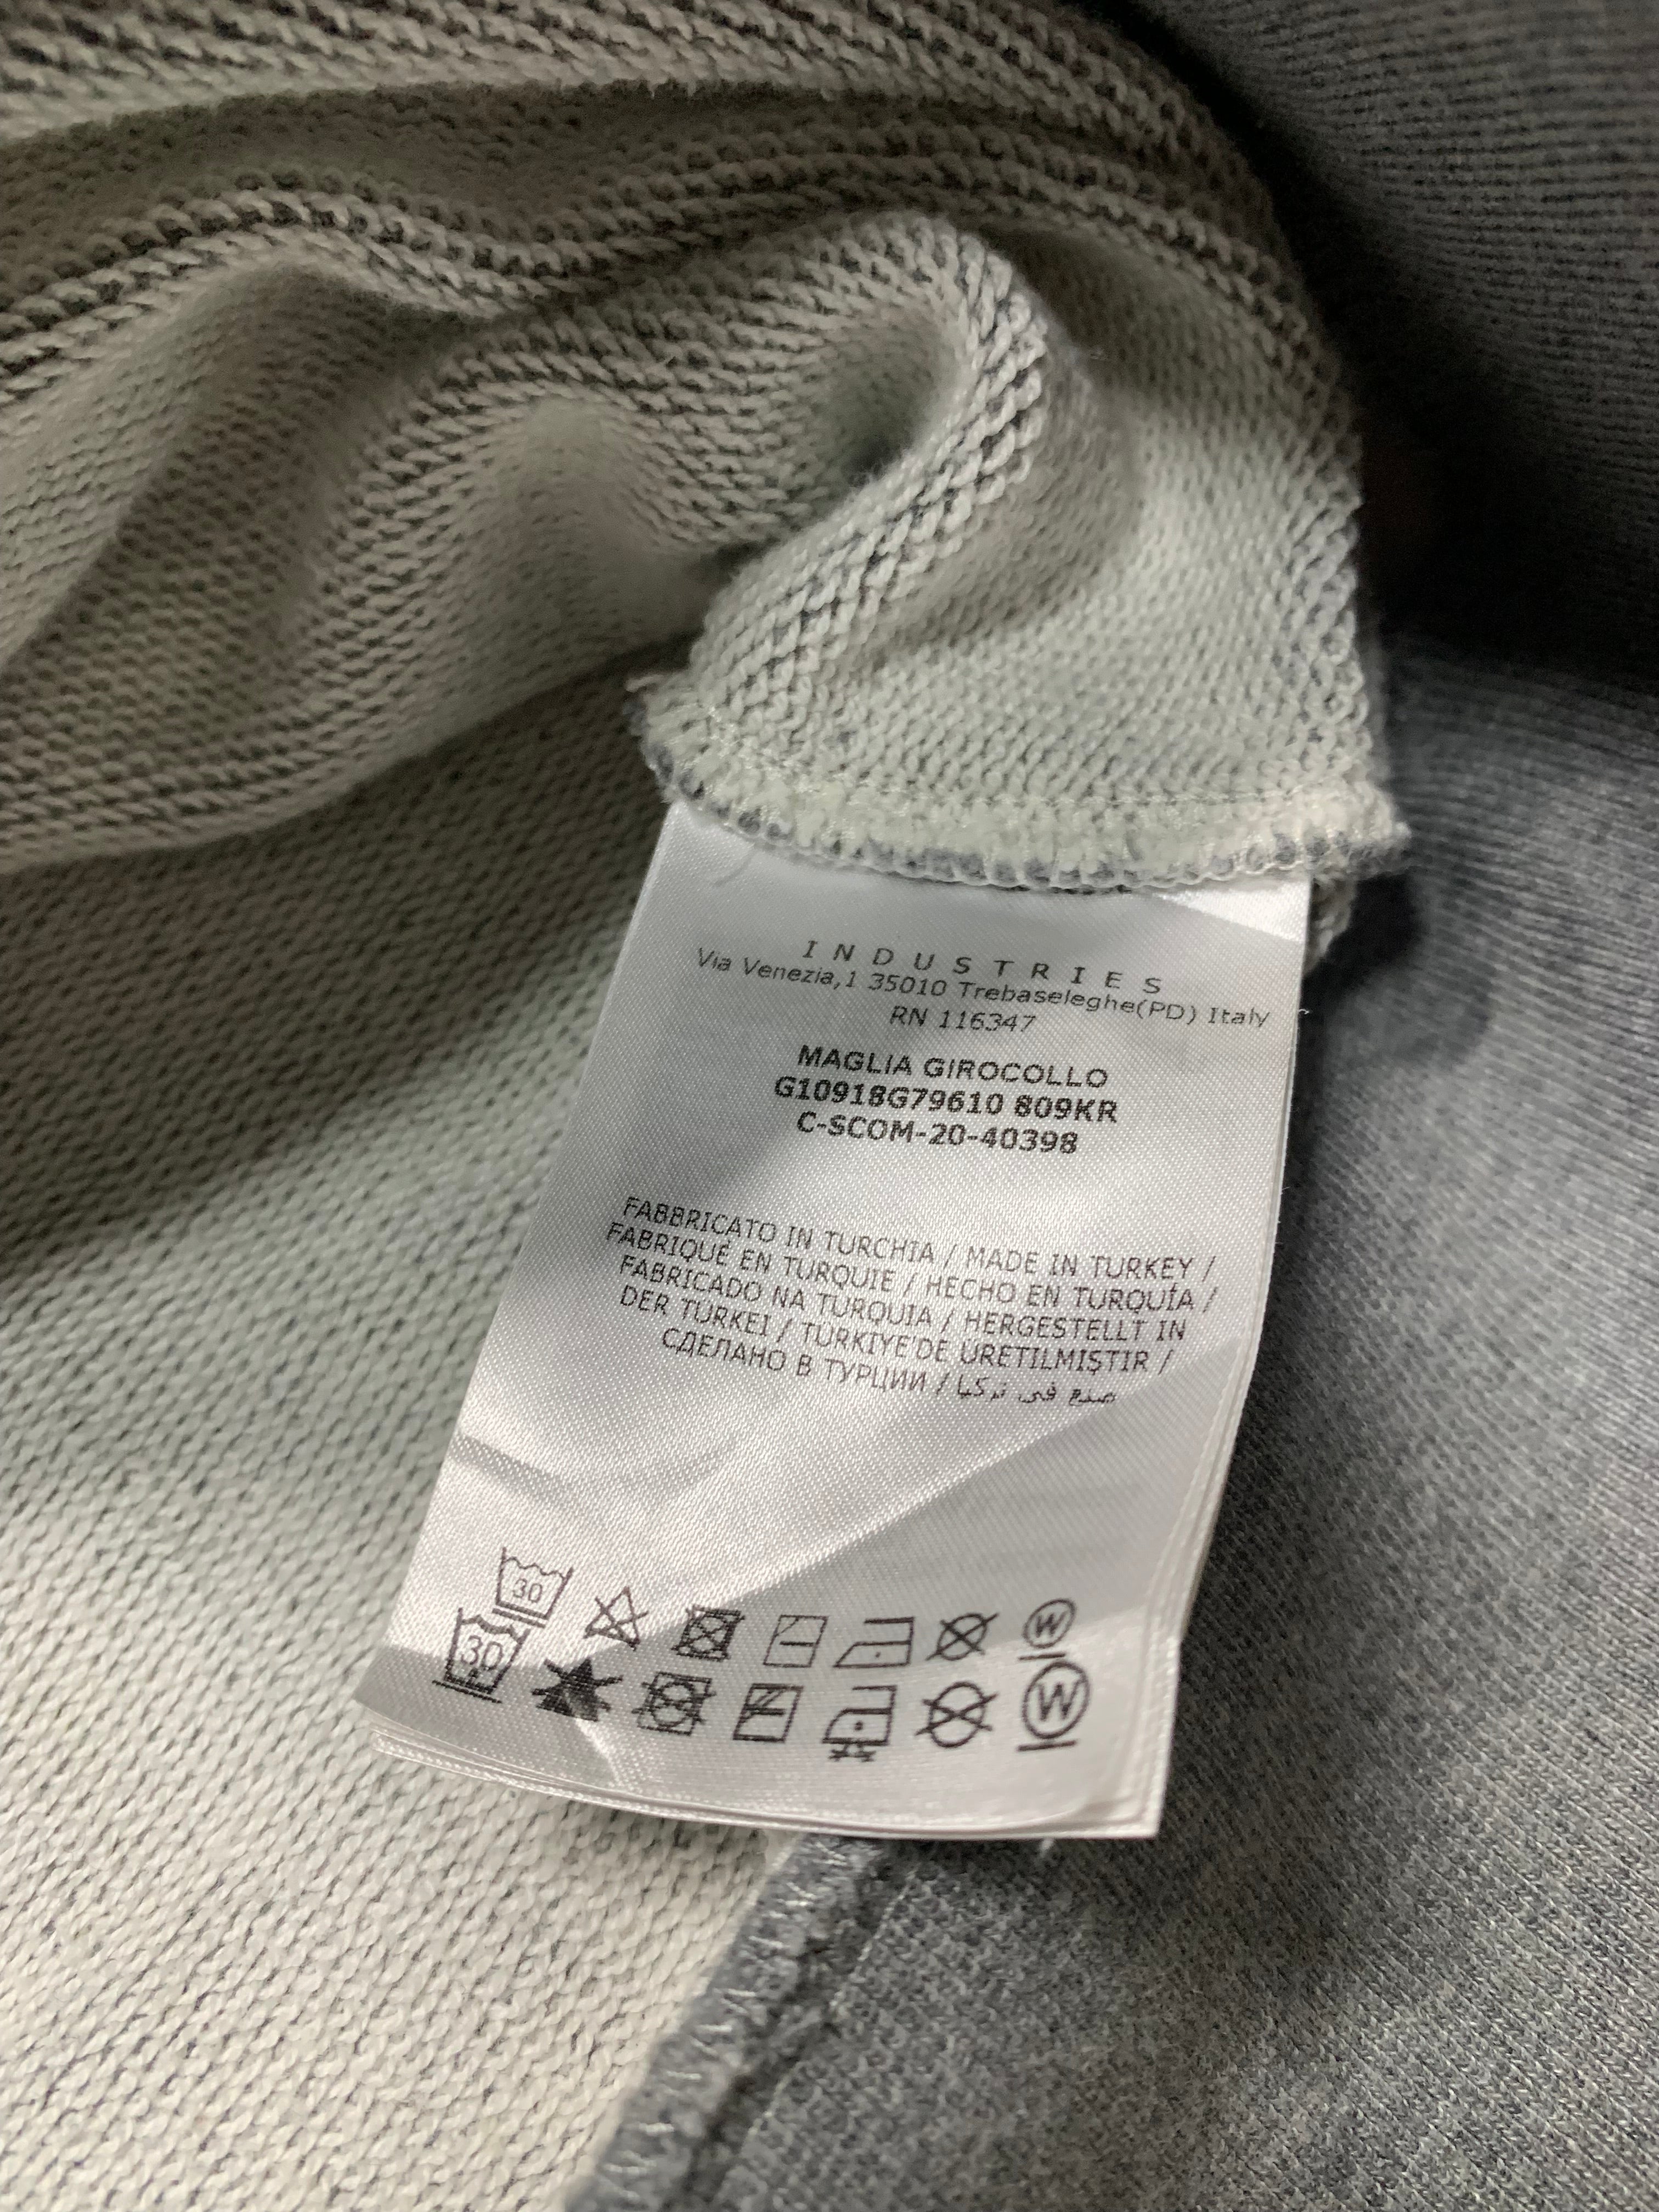 INDUSTRIES
Via Venezia,1 35010 Trebaseleghe(PD) Italy
RN 116347
MAGLIA GIROCOLLO
G10918G79610 809KR
C-SCOM-20-40398
FABBRICATO IN TURCHIA / MADE IN TURKEY /
FABRIQUÉ EN TURQUIE / HECHO EN TURQUÍA /
FABRICADO NA TURQUIA / HERGESTELLT IN
DER TÜRKEI / TÜRKIYE'DE ÜRETILMIŞTIR /
СДЕЛАНО В ТУРЦИИ / صنع في تركيا
30 W
30 W